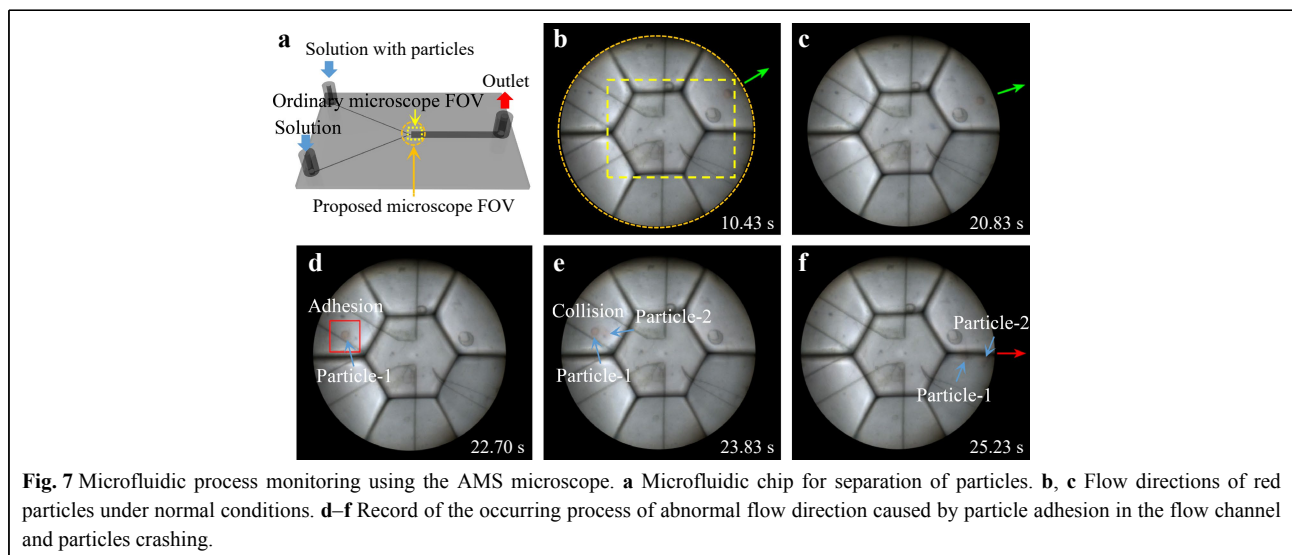 a
Solution with particles
Outlet
Ordinary microscope FOV
Solution
Proposed microscope FOV
b
10.43 s
c
20.83 s
d
Adhesion
Particle-1
22.70 s
e
Collision
Particle-2
Particle-1
23.83 s
f
Particle-2
Particle-1
25.23 s
Fig. 7 Microfluidic process monitoring using the AMS microscope. a Microfluidic chip for separation of particles. b, c Flow directions of red
particles under normal conditions. d–f Record of the occurring process of abnormal flow direction caused by particle adhesion in the flow channel
and particles crashing.